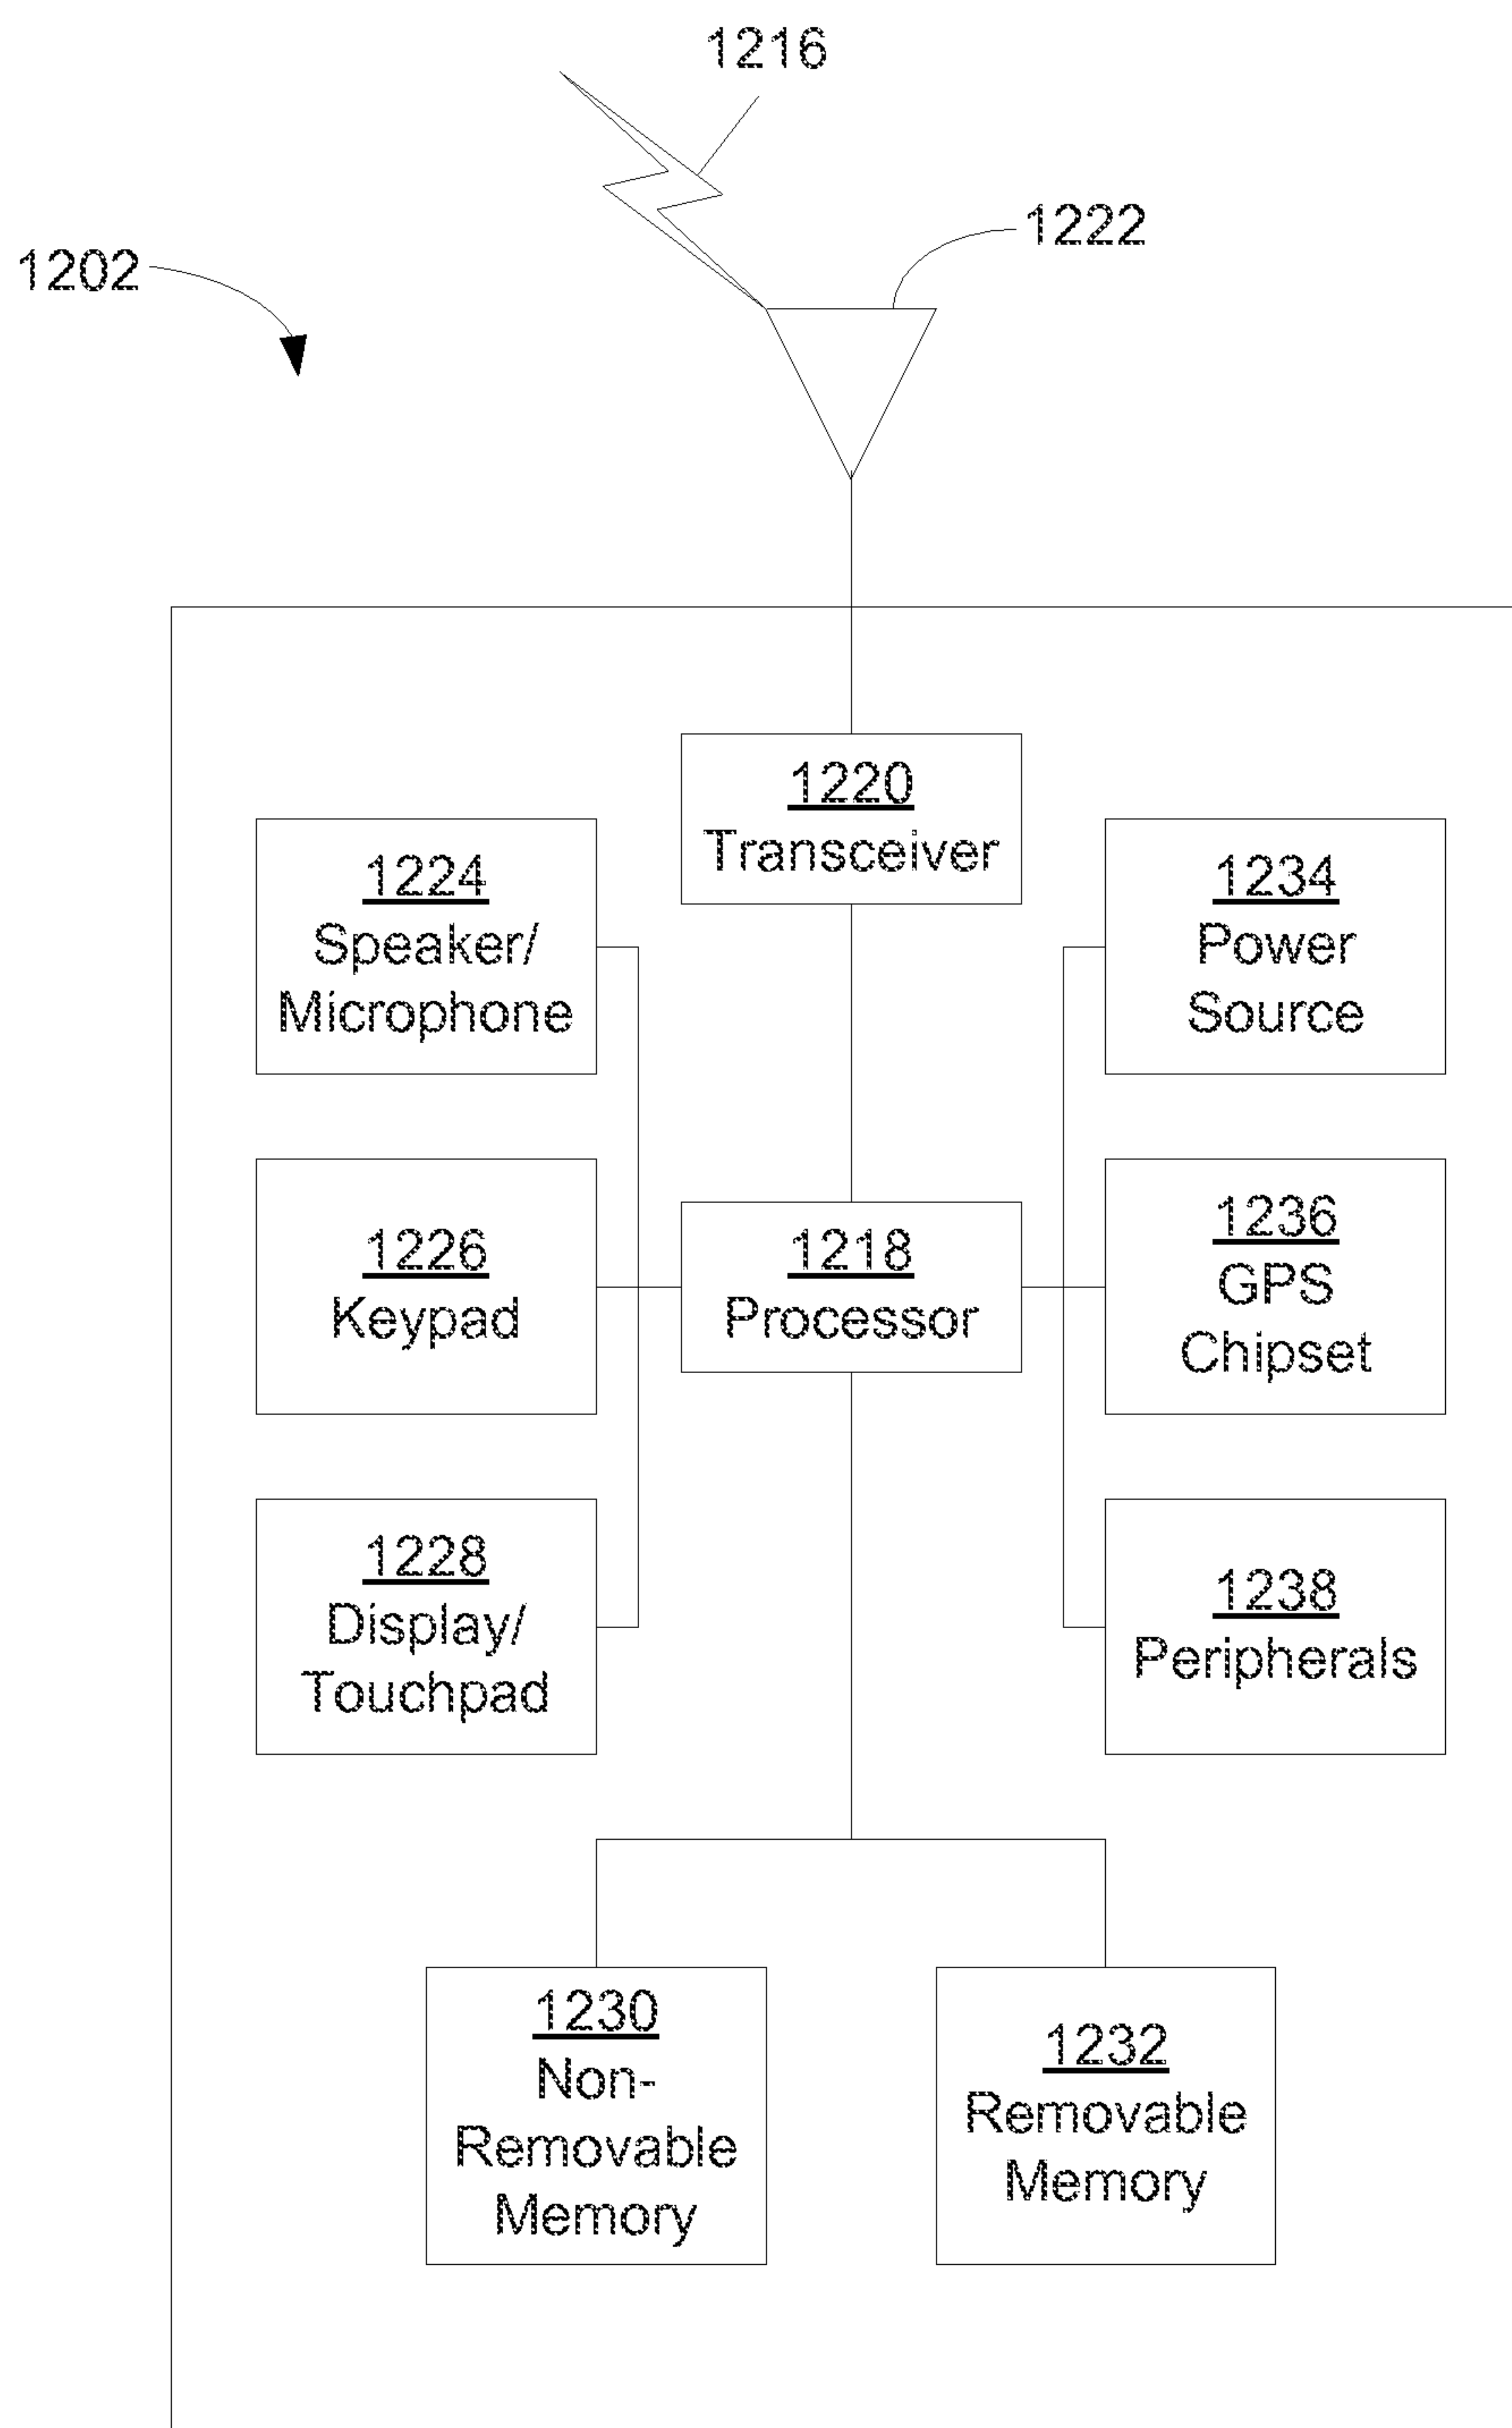 1216
1222
1202
1220
Transceiver
1224
Speaker/
Microphone
1234
Power
Source
1226
Keypad
1218
Processor
1236
GPS
Chipset
1228
Display/
Touchpad
1238
Peripherals
1230
Non-
Removable
Memory
1232
Removable
Memory